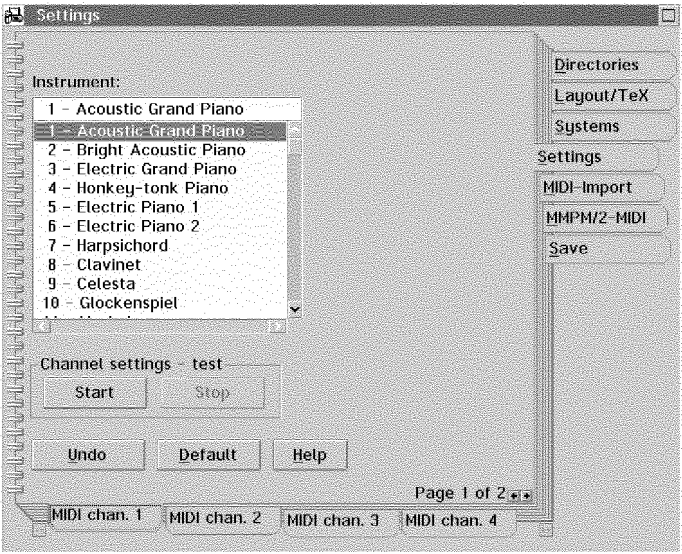 Settings
Directories
Layout/TeX
Systems
Settings
MIDI-Import
MMPM/2-MIDI
Save
Instrument:
1 - Acoustic Grand Piano
1 - Acoustic Grand Piano
2 - Bright Acoustic Piano
3 - Electric Grand Piano
4 - Honkey-tonk Piano
5 - Electric Piano 1
6 - Electric Piano 2
7 - Harpsichord
8 - Clavinet
9 - Celesta
10 - Glockenspiel
Channel settings - test
Start Stop
Undo Default Help
Page 1 of 2
MIDI chan. 1 MIDI chan. 2 MIDI chan. 3 MIDI chan. 4